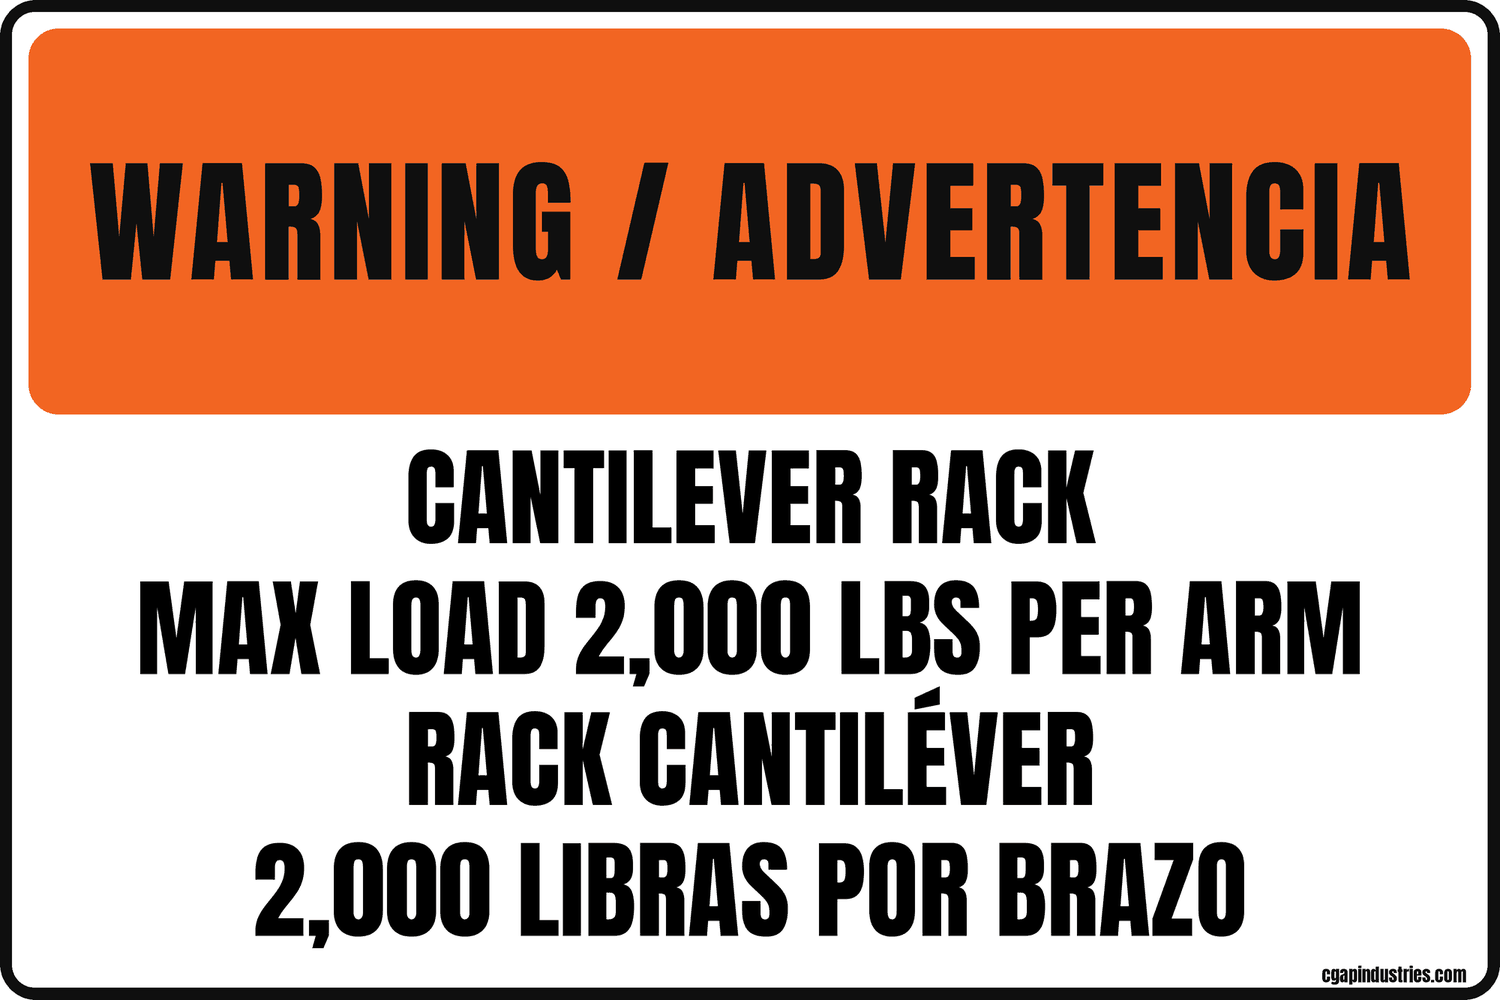 WARNING / ADVERTENCIA
CANTILEVER RACK
MAX LOAD 2,000 LBS PER ARM
RACK CANTILÉVER
2,000 LIBRAS POR BRAZO
cgapindustries.com